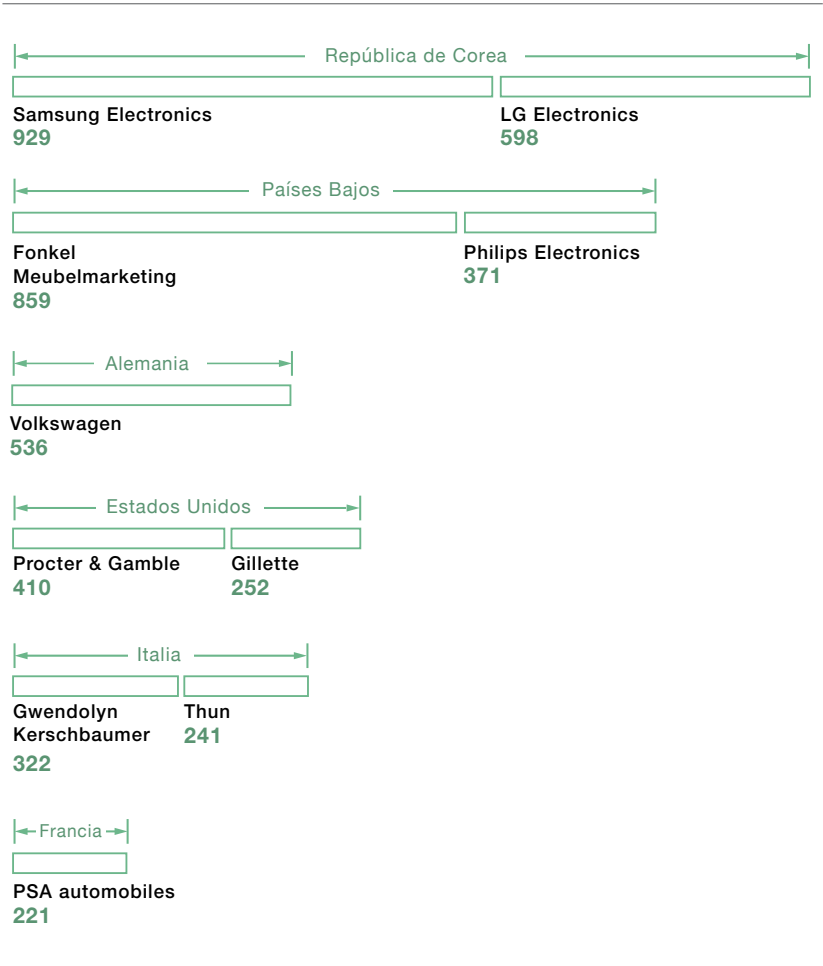 República de Corea
Samsung Electronics
929
LG Electronics
598
Países Bajos
Fonkel
Meubelmarketing
859
Philips Electronics
371
Alemania
Volkswagen
536
Estados Unidos
Procter & Gamble
410
Gillette
252
Italia
Gwendolyn
Kerschbaumer
322
Thun
241
Francia
PSA automobiles
221